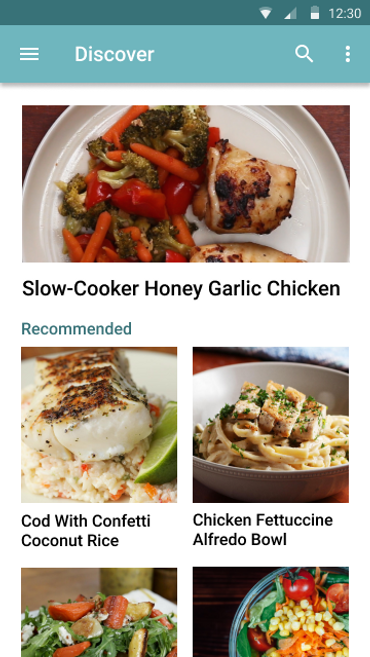 12:30
Discover
Slow-Cooker Honey Garlic Chicken
Recommended
Cod With Confetti
Coconut Rice
Chicken Fettuccine
Alfredo Bowl